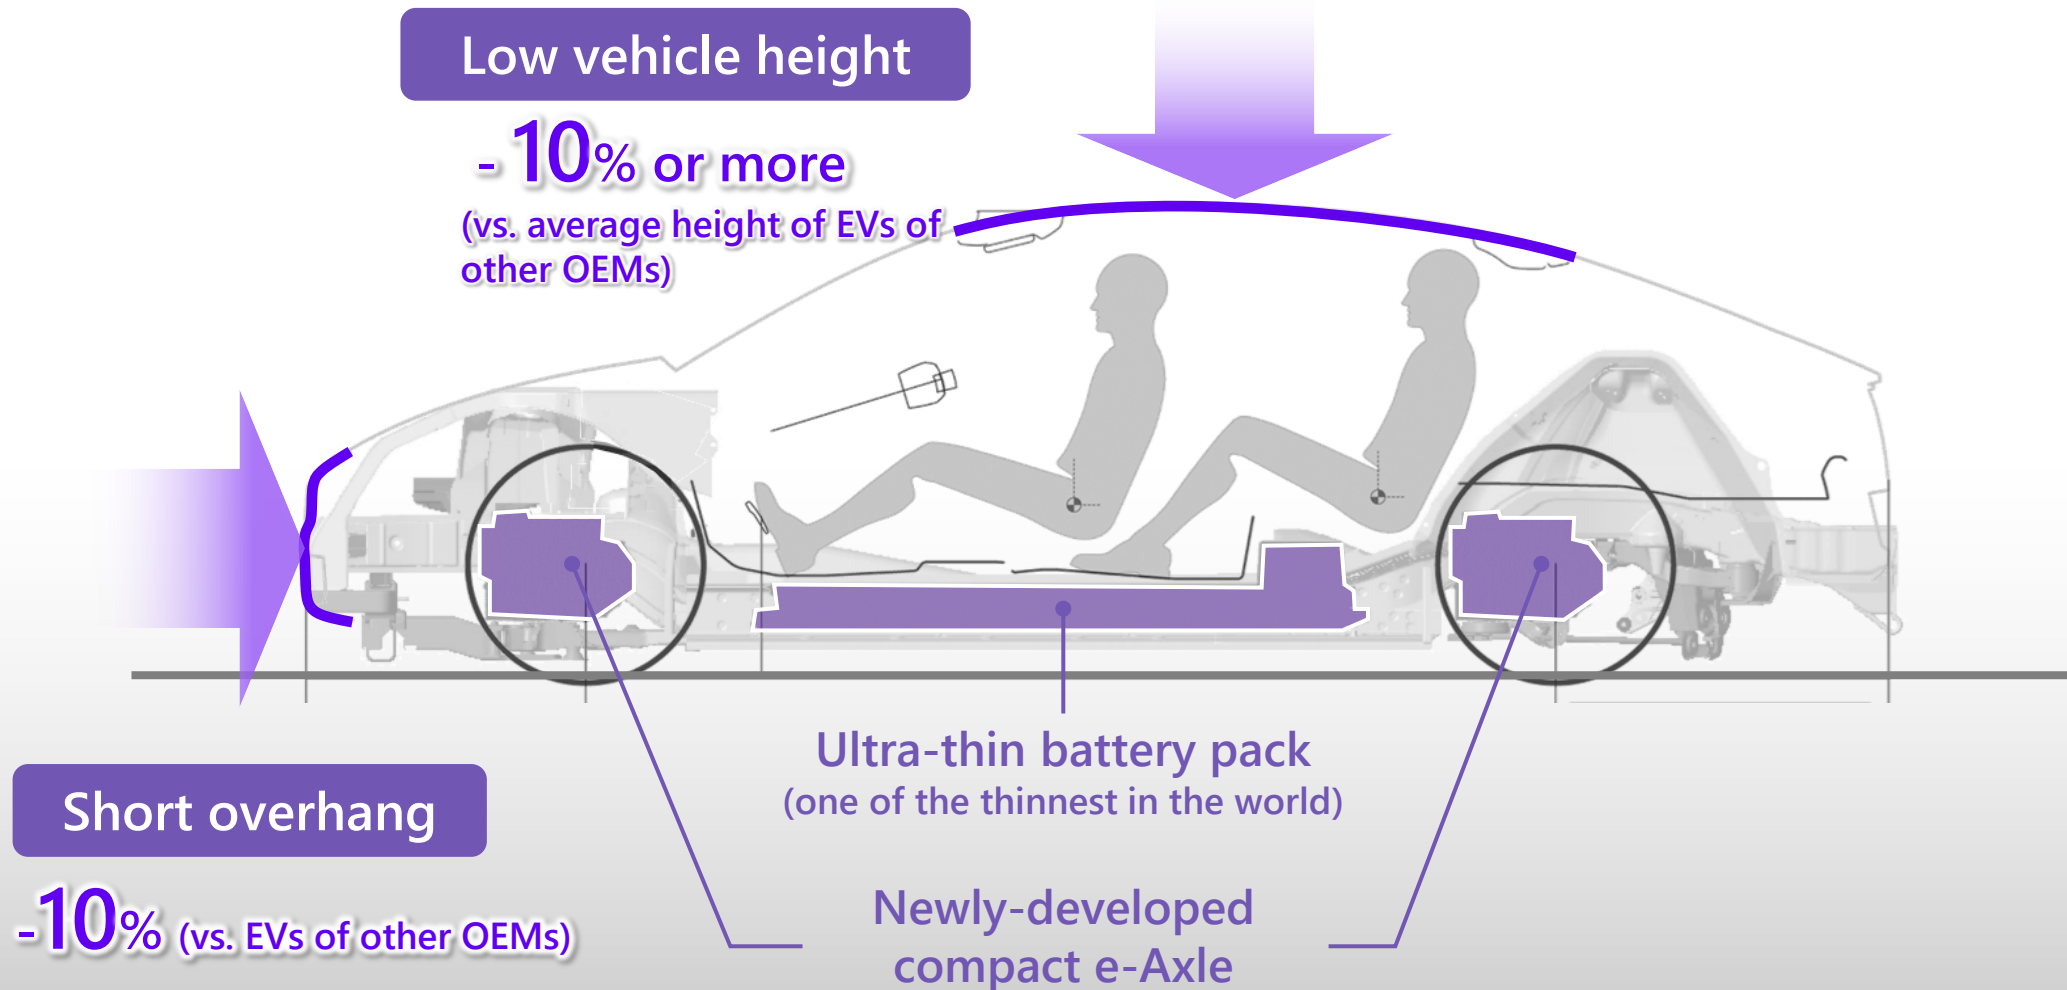 Low vehicle height
- 10% or more
(vs. average height of EVs of
other OEMs)
Ultra-thin battery pack
(one of the thinnest in the world)
Short overhang
-10% (vs. EVs of other OEMs)
Newly-developed
compact e-Axle